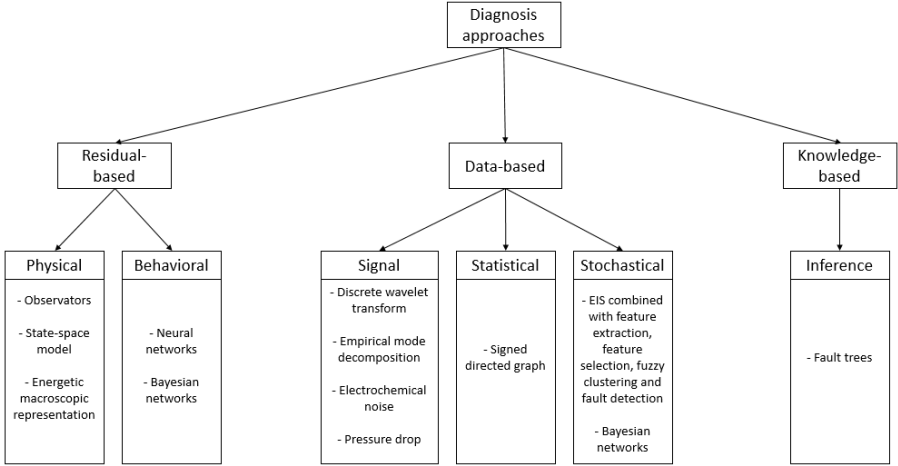 Diagnosis
approaches
Residual-
based
Data-based
Knowledge-
based
Physical
- Observators
- State-space
model
- Energetic
macroscopic
representation
Behavioral
- Neural
networks
- Bayesian
networks
Signal
- Discrete wavelet
transform
- Empirical mode
decomposition
- Electrochemical
noise
- Pressure drop
Statistical
- Signed
directed graph
Stochastical
- EIS combined
with feature
extraction,
feature
selection, fuzzy
clustering and
fault detection
- Bayesian
networks
Inference
- Fault trees